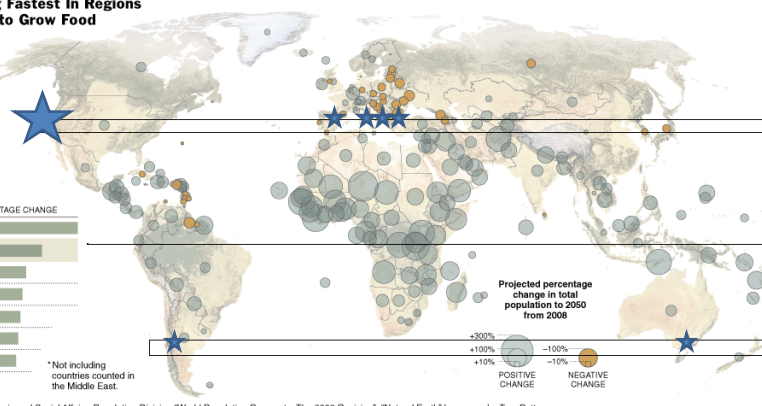 Fastest In Regions
to Grow Food
TAGE CHANGE
*Not including
countries counted in
the Middle East.
Projected percentage
change in total
population to 2050
from 2008
+300%
+100%
+10%
–100%
–10%
POSITIVE
CHANGE
NEGATIVE
CHANGE